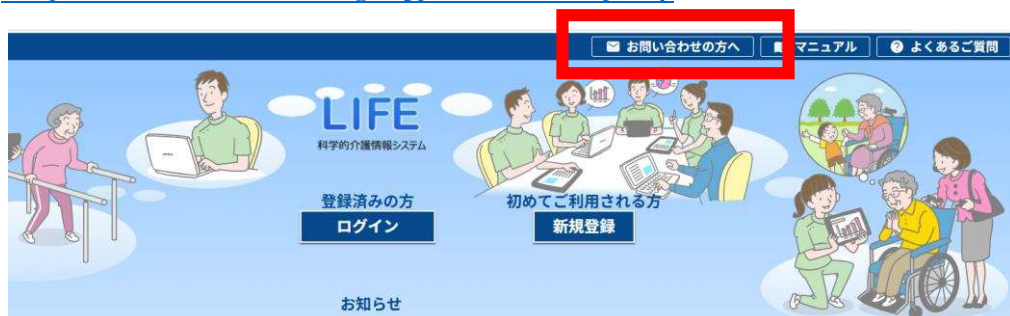 お問い合わせの方へ
マニュアル
よくあるご質問
LIFE
科学的介護情報システム
登録済みの方
ログイン
初めてご利用される方
新規登録
お知らせ